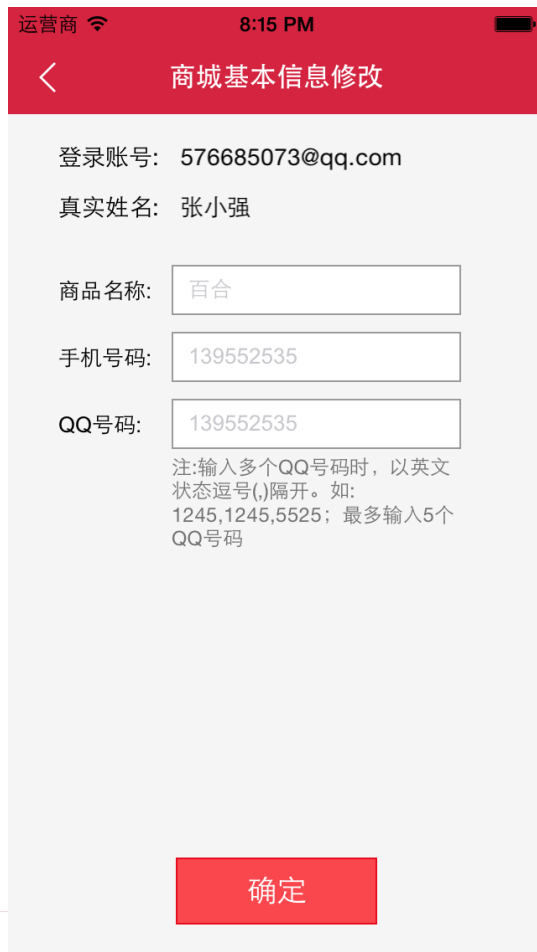 运营商 8:15 PM
商城基本信息修改
登录账号: 576685073@qq.com
真实姓名: 张小强
商品名称: 百合
手机号码: 139552535
QQ号码: 139552535
注:输入多个QQ号码时，以英文
状态逗号(,)隔开。如:
1245,1245,5525；最多输入5个
QQ号码
确定